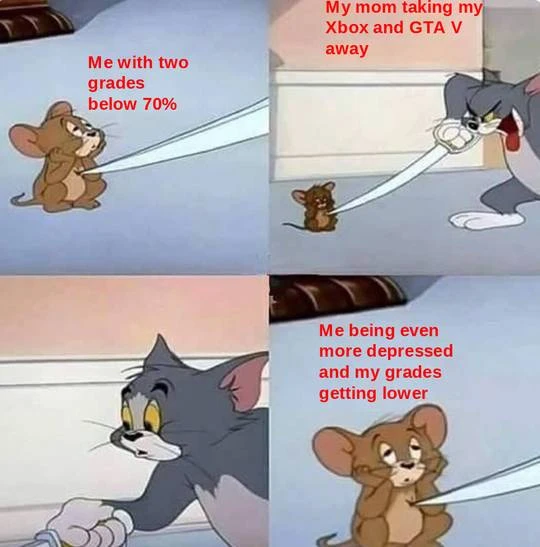 Me with two
grades
below 70%
My mom taking my
Xbox and GTA V
away
Me being even
more depressed
and my grades
getting lower